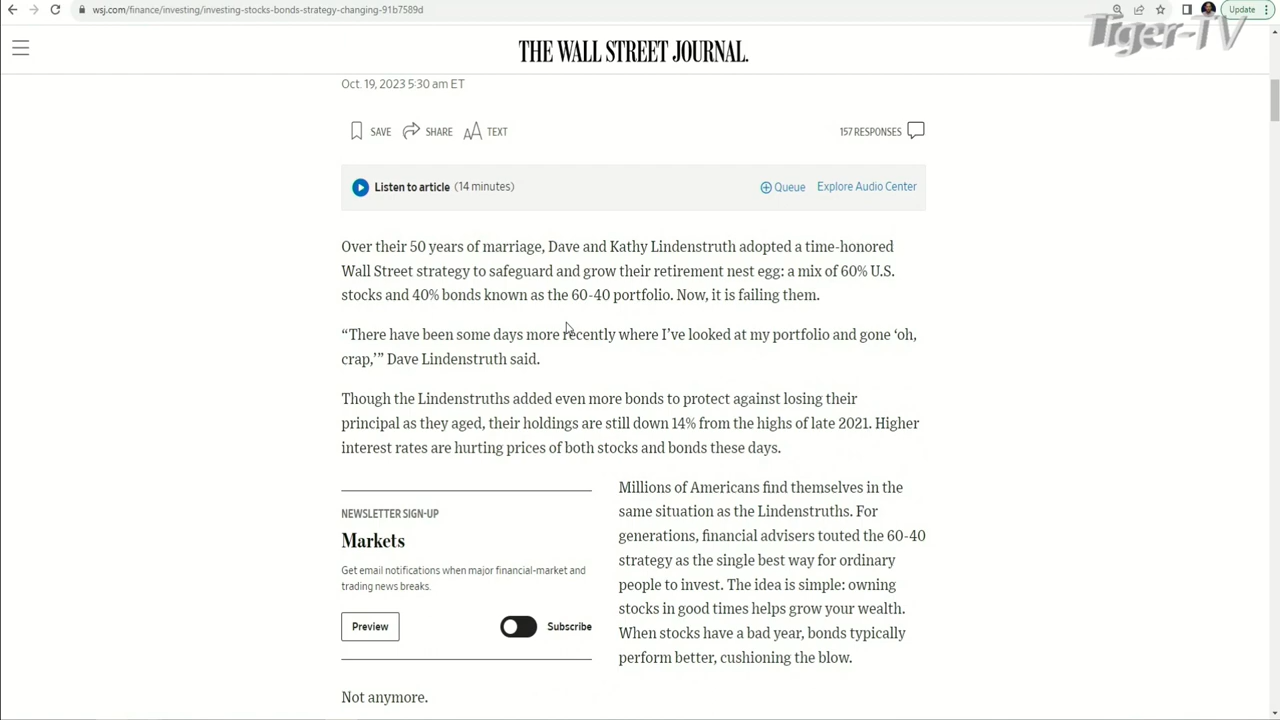 wsj.com/finance/investing/investing-stocks-bonds-strategy-changing-91b7589d
Update
Tiger-TV
THE WALL STREET JOURNAL.
Oct. 19, 2023 5:30 am ET
SAVE SHARE TEXT 157 RESPONSES
Listen to article (14 minutes) Queue Explore Audio Center
Over their 50 years of marriage, Dave and Kathy Lindenstruth adopted a time-honored
Wall Street strategy to safeguard and grow their retirement nest egg: a mix of 60% U.S.
stocks and 40% bonds known as the 60-40 portfolio. Now, it is failing them.
“There have been some days more recently where I’ve looked at my portfolio and gone ‘oh,
crap,’” Dave Lindenstruth said.
Though the Lindenstruths added even more bonds to protect against losing their
principal as they aged, their holdings are still down 14% from the highs of late 2021. Higher
interest rates are hurting prices of both stocks and bonds these days.
NEWSLETTER SIGN-UP
Markets
Get email notifications when major financial-market and
trading news breaks.
Preview Subscribe
Millions of Americans find themselves in the
same situation as the Lindenstruths. For
generations, financial advisers touted the 60-40
strategy as the single best way for ordinary
people to invest. The idea is simple: owning
stocks in good times helps grow your wealth.
When stocks have a bad year, bonds typically
perform better, cushioning the blow.
Not anymore.